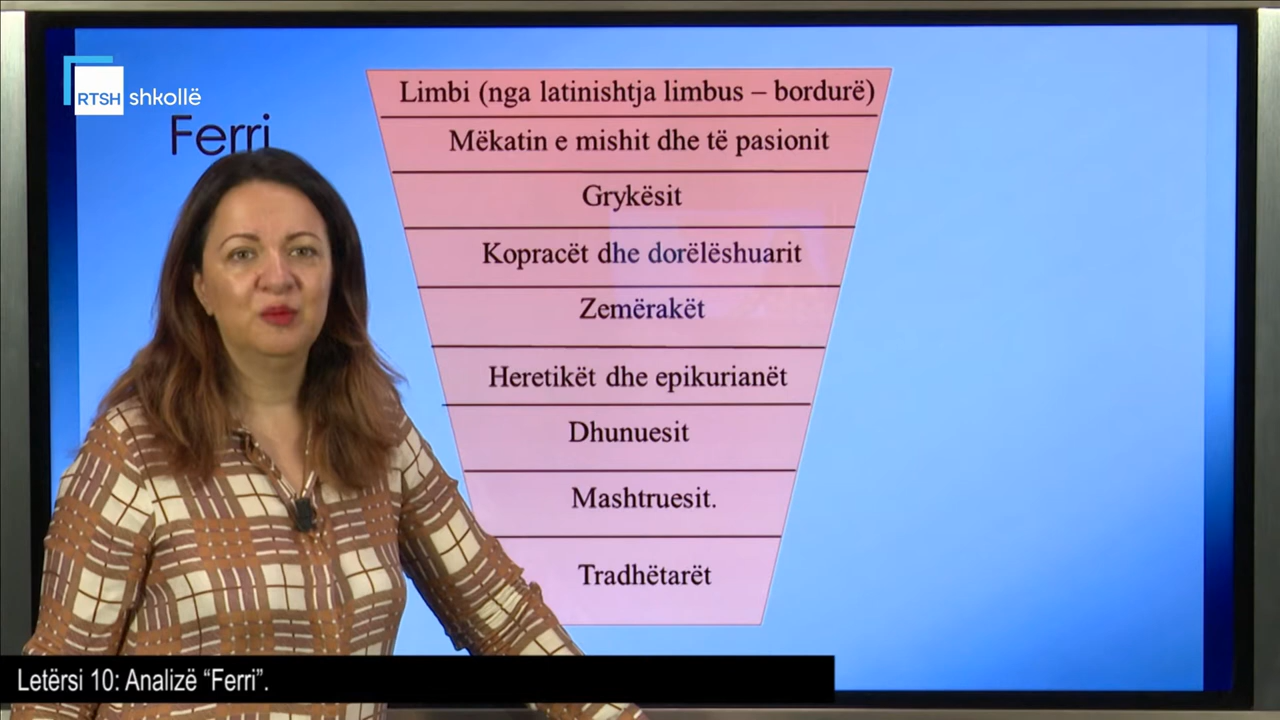 RTSH shkollë
Ferri
Limbi (nga latinishtja limbus – bordurë)
Mëkatin e mishit dhe të pasionit
Grykësit
Kopracët dhe dorëlëshuarit
Zemërakët
Heretikët dhe epikurianët
Dhunuesit
Mashtruesit.
Tradhëtarët
Letërsi 10: Analizë “Ferri”.